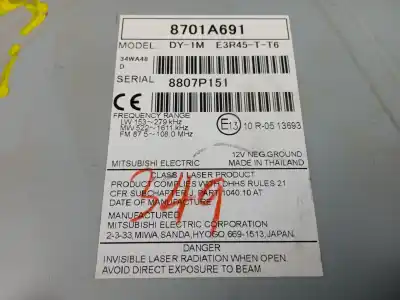 8701A691
MODEL DY-1M E3R45-T-T6
34WA48
D
SERIAL 8807P151
CE
FREQUENCY RANGE
LW 153~279 kHz
MW 522~1611 kHz
FM 87.5~108.0 MHz
E13 10 R-05 13693
12V NEG.GROUND
MITSUBISHI ELECTRIC MADE IN THAILAND
CLASS 1 LASER PRODUCT
PRODUCT COMPLIES WITH DHHS RULES 21
CFR SUBCHAPTER J, PART 1040.10 AT
DATE OF MANUFACTURE
MANUFACTURED
MITSUBISHI ELECTRIC CORPORATION
2-3-33, MIWA, SANDA, HYOGO 669-1513, JAPAN.
349
DANGER
INVISIBLE LASER RADIATION WHEN OPEN.
AVOID DIRECT EXPOSURE TO BEAM